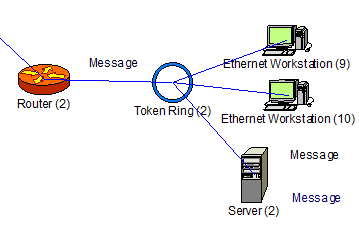 Message
Ethernet Workstation (9)
Router (2)
Token Ring (2)
Ethernet Workstation (10)
Message
Message
Server (2)